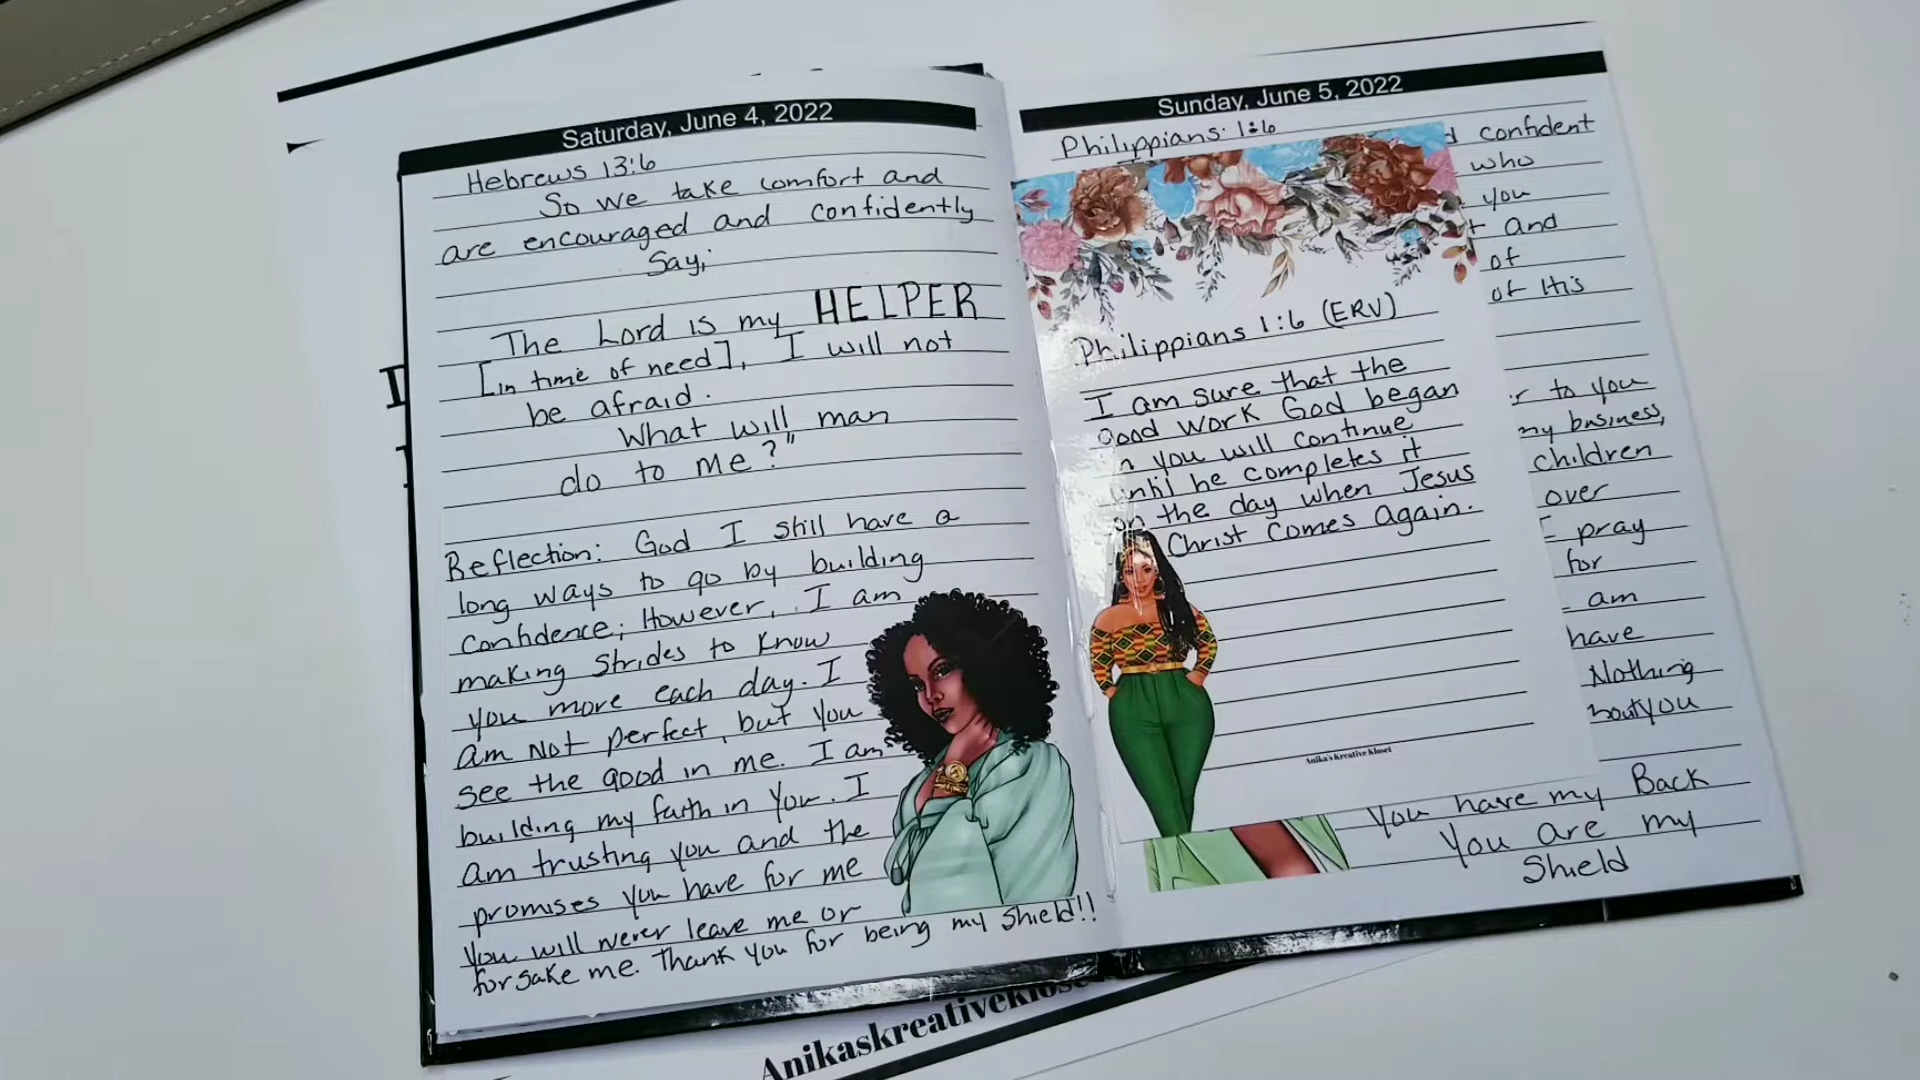 Saturday, June 4, 2022
Hebrews 13:6
So we take comfort and
are encouraged and confidently
Say;
The Lord is my HELPER
[in time of need], I will not
be afraid.
What will man
do to me?"
Reflection: God I still have a
long ways to go by building
Confidence; However, I am
making strides to know
you more each day. I
am Not perfect, but you
see the good in me. I am
building my faith in you. I
am trusting you and the
promises you have for me
You will never leave me or
forsake me. Thank you for being my shield!!
Sunday, June 5, 2022
Philippians 1:6
confident
who
you
and
of
of His
to you
my business,
children
over
I pray
for
am
have
Nothing
you
You have my Back
You are my
Shield
Philippians 1:6 (ERV)
I am sure that the
good work God began
you will continue
until he completes it
on the day when Jesus
Christ Comes Again.
Anika's Kreative Kloset